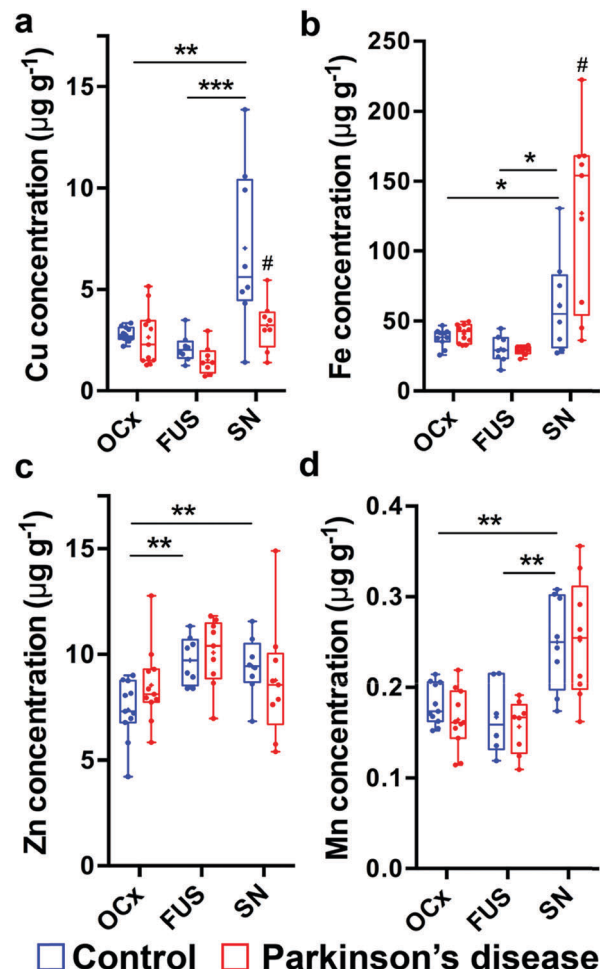 a
Cu concentration (µg g⁻¹)
15
10
5
0
**
***
#
OCx
FUS
SN
b
Fe concentration (µg g⁻¹)
250
200
150
100
50
0
#
*
*
OCx
FUS
SN
c
Zn concentration (µg g⁻¹)
15
10
5
0
**
**
OCx
FUS
SN
d
Mn concentration (µg g⁻¹)
0.4
0.3
0.2
0.1
0.0
**
**
OCx
FUS
SN
Control Parkinson's disease